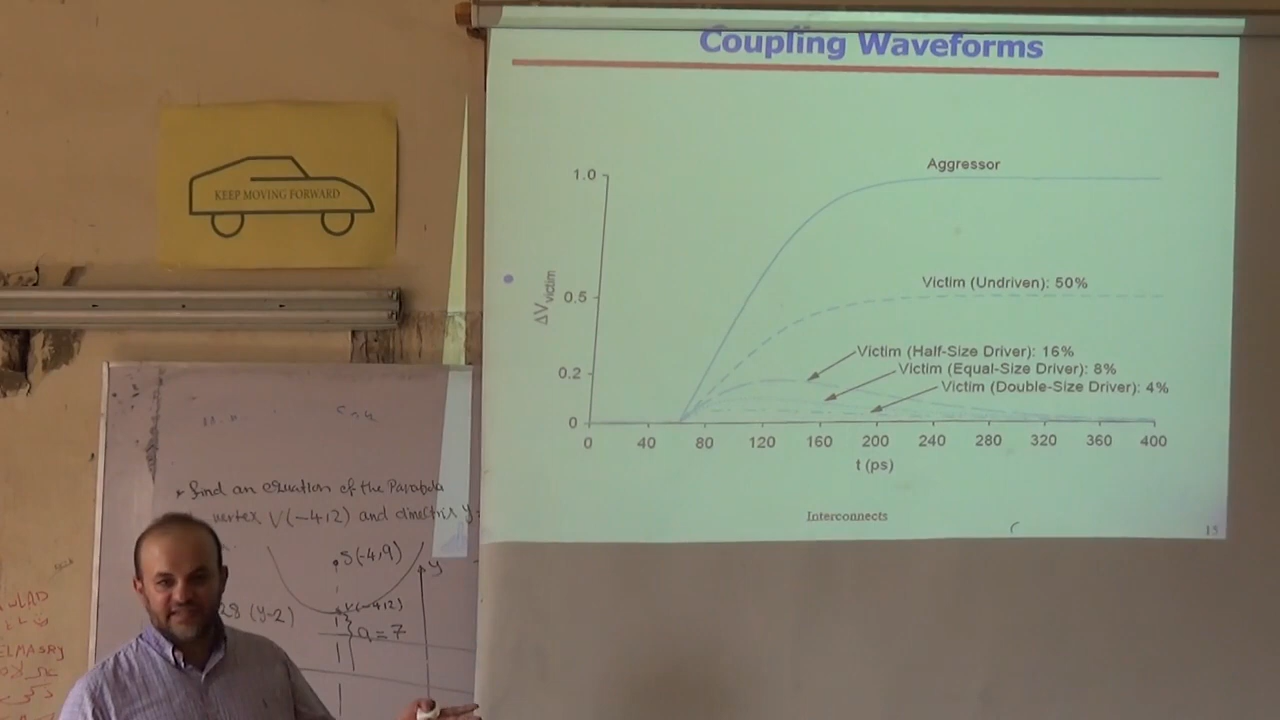 Coupling Waveforms
KEEP MOVING FORWARD
Aggressor
1.0
Victim (Undriven): 50%
0.5
ΔVvictim
Victim (Half-Size Driver): 16%
Victim (Equal-Size Driver): 8%
Victim (Double-Size Driver): 4%
0.2
0
0 40 80 120 160 200 240 280 320 360 400
t (ps)
Interconnects
15
find an equation of the Parabola
vertex V(-4,2) and directrix y=
S(-4,9)
y
28 (y-2)
V(-4,2)
a = 7
ELMASRY